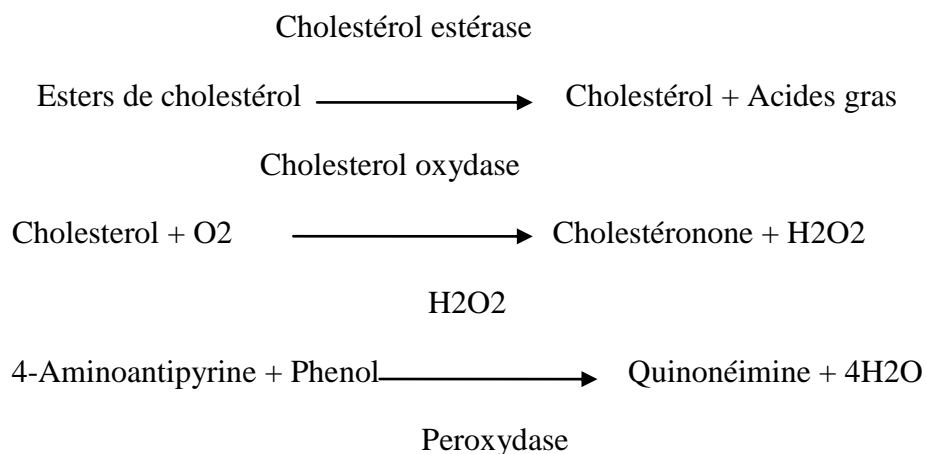 Cholestérol estérase
Esters de cholestérol Cholestérol + Acides gras
Cholesterol oxydase
Cholesterol + O2 Cholestéronone + H2O2
H2O2
4-Aminoantipyrine + Phenol Quinonéimine + 4H2O
Peroxydase